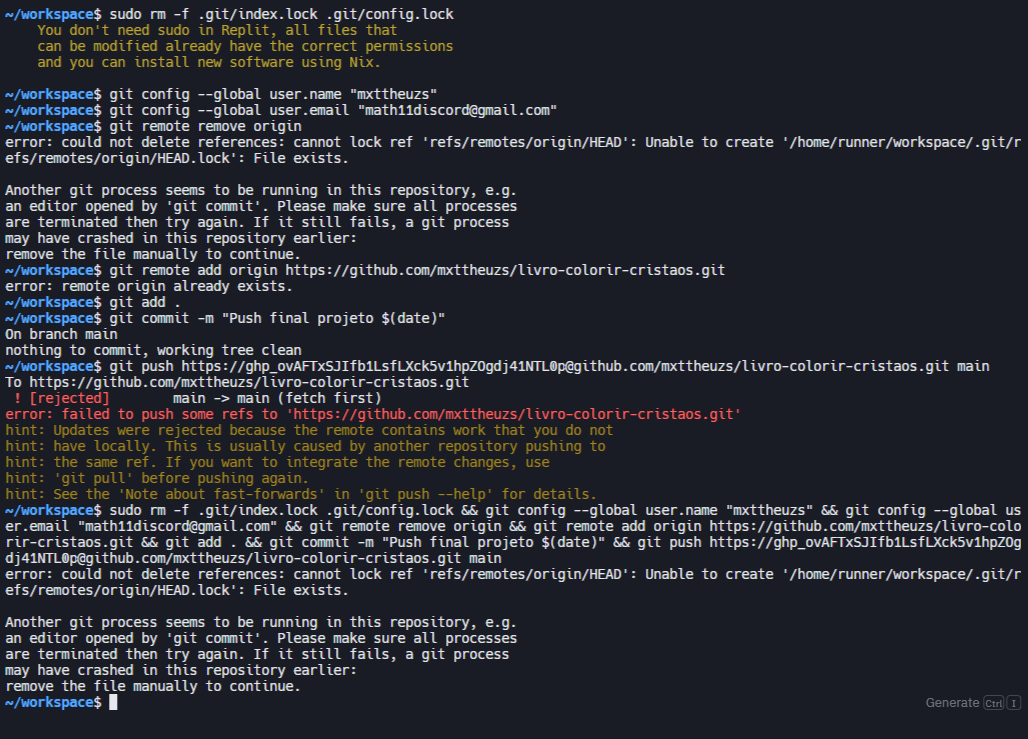 ~/workspace$ sudo rm -f .git/index.lock .git/config.lock
You don't need sudo in Replit, all files that
can be modified already have the correct permissions
and you can install new software using Nix.
~/workspace$ git config --global user.name "mxttheuzs"
~/workspace$ git config --global user.email "math11discord@gmail.com"
~/workspace$ git remote remove origin
error: could not delete references: cannot lock ref 'refs/remotes/origin/HEAD': Unable to create '/home/runner/workspace/.git/r
efs/remotes/origin/HEAD.lock': File exists.
Another git process seems to be running in this repository, e.g.
an editor opened by 'git commit'. Please make sure all processes
are terminated then try again. If it still fails, a git process
may have crashed in this repository earlier:
remove the file manually to continue.
~/workspace$ git remote add origin https://github.com/mxttheuzs/livro-colorir-cristaos.git
error: remote origin already exists.
~/workspace$ git add .
~/workspace$ git commit -m "Push final projeto $(date)"
On branch main
nothing to commit, working tree clean
~/workspace$ git push https://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@github.com/mxttheuzs/livro-colorir-cristaos.git main
To https://github.com/mxttheuzs/livro-colorir-cristaos.git
! [rejected] main -> main (fetch first)
error: failed to push some refs to 'https://github.com/mxttheuzs/livro-colorir-cristaos.git'
hint: Updates were rejected because the remote contains work that you do not
hint: have locally. This is usually caused by another repository pushing to
hint: the same ref. If you want to integrate the remote changes, use
hint: 'git pull' before pushing again.
hint: See the 'Note about fast-forwards' in 'git push --help' for details.
~/workspace$ sudo rm -f .git/index.lock .git/config.lock && git config --global user.name "mxttheuzs" && git config --global us
er.email "math11discord@gmail.com" && git remote remove origin && git remote add origin https://github.com/mxttheuzs/livro-colo
rir-cristaos.git && git add . && git commit -m "Push final projeto $(date)" && git push https://ghp_ovAFTxSJIfb1LsfLXck5v1hpZOg
dj41NTL0p@github.com/mxttheuzs/livro-colorir-cristaos.git main
error: could not delete references: cannot lock ref 'refs/remotes/origin/HEAD': Unable to create '/home/runner/workspace/.git/r
efs/remotes/origin/HEAD.lock': File exists.
Another git process seems to be running in this repository, e.g.
an editor opened by 'git commit'. Please make sure all processes
are terminated then try again. If it still fails, a git process
may have crashed in this repository earlier:
remove the file manually to continue.
~/workspace$
Generate Ctrl I